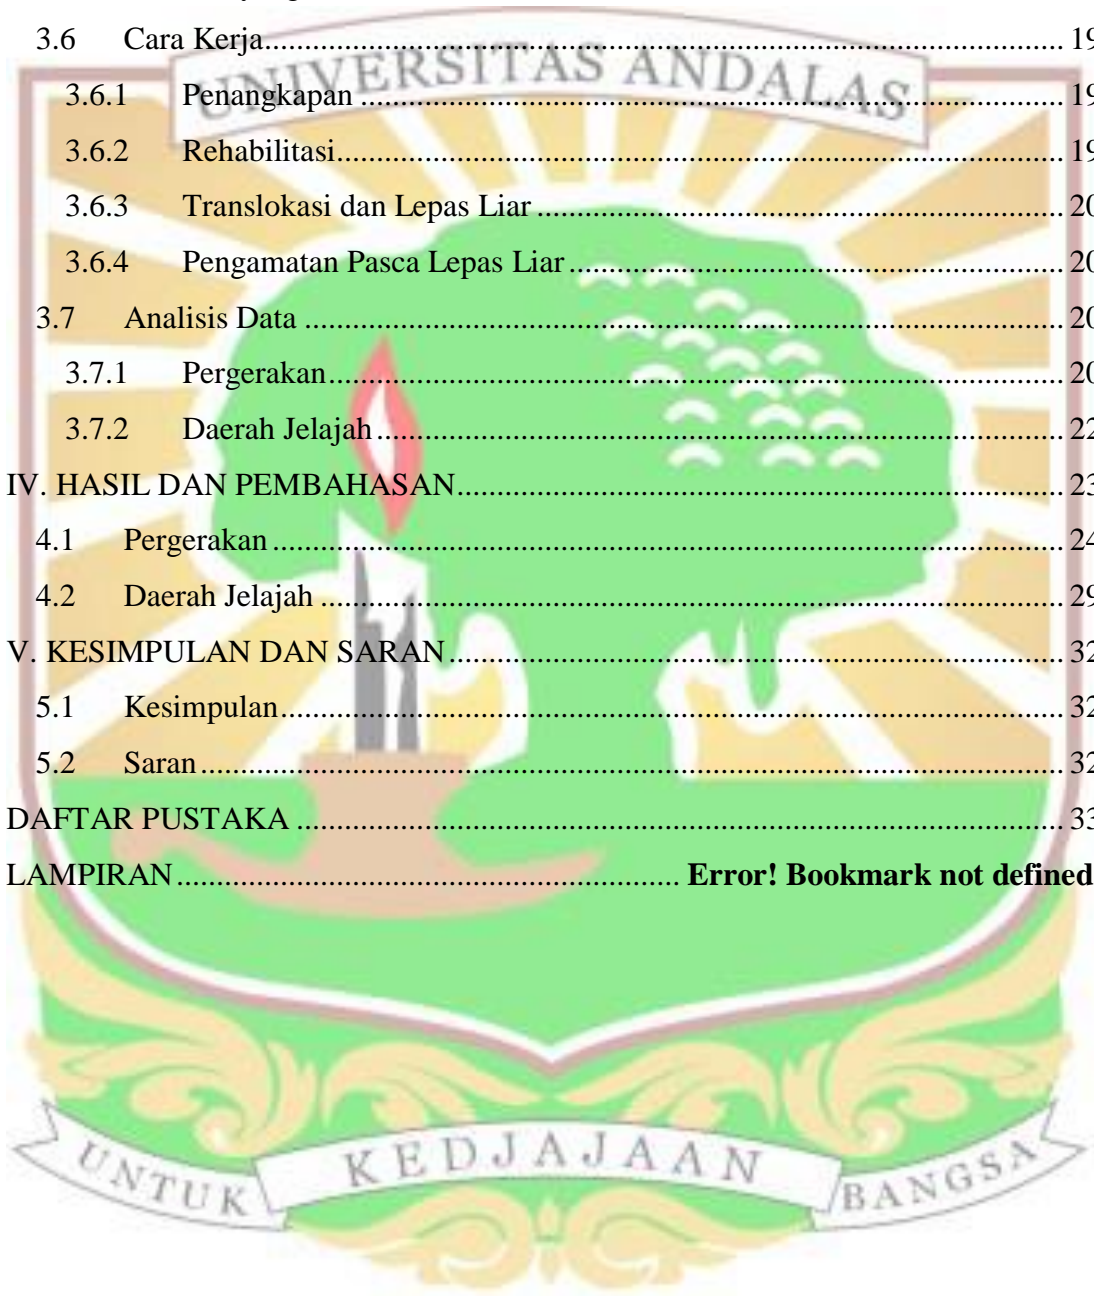 3.6 Cara Kerja.......... 19
UNIVERSITAS ANDALAS
3.6.1 Penangkapan .......... 19
3.6.2 Rehabilitasi.......... 19
3.6.3 Translokasi dan Lepas Liar .......... 20
3.6.4 Pengamatan Pasca Lepas Liar .......... 20
3.7 Analisis Data .......... 20
3.7.1 Pergerakan.......... 20
3.7.2 Daerah Jelajah.......... 22
IV. HASIL DAN PEMBAHASAN.......... 23
4.1 Pergerakan .......... 24
4.2 Daerah Jelajah .......... 29
V. KESIMPULAN DAN SARAN.......... 32
5.1 Kesimpulan.......... 32
5.2 Saran.......... 32
DAFTAR PUSTAKA .......... 33
LAMPIRAN.......... Error! Bookmark not defined
UNTUK KEDJAJAAN BANGSA